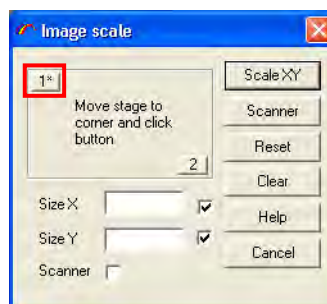 Image scale
1*
Move stage to
corner and click
button
2
Size X
Size Y
Scanner
Scale XY
Scanner
Reset
Clear
Help
Cancel